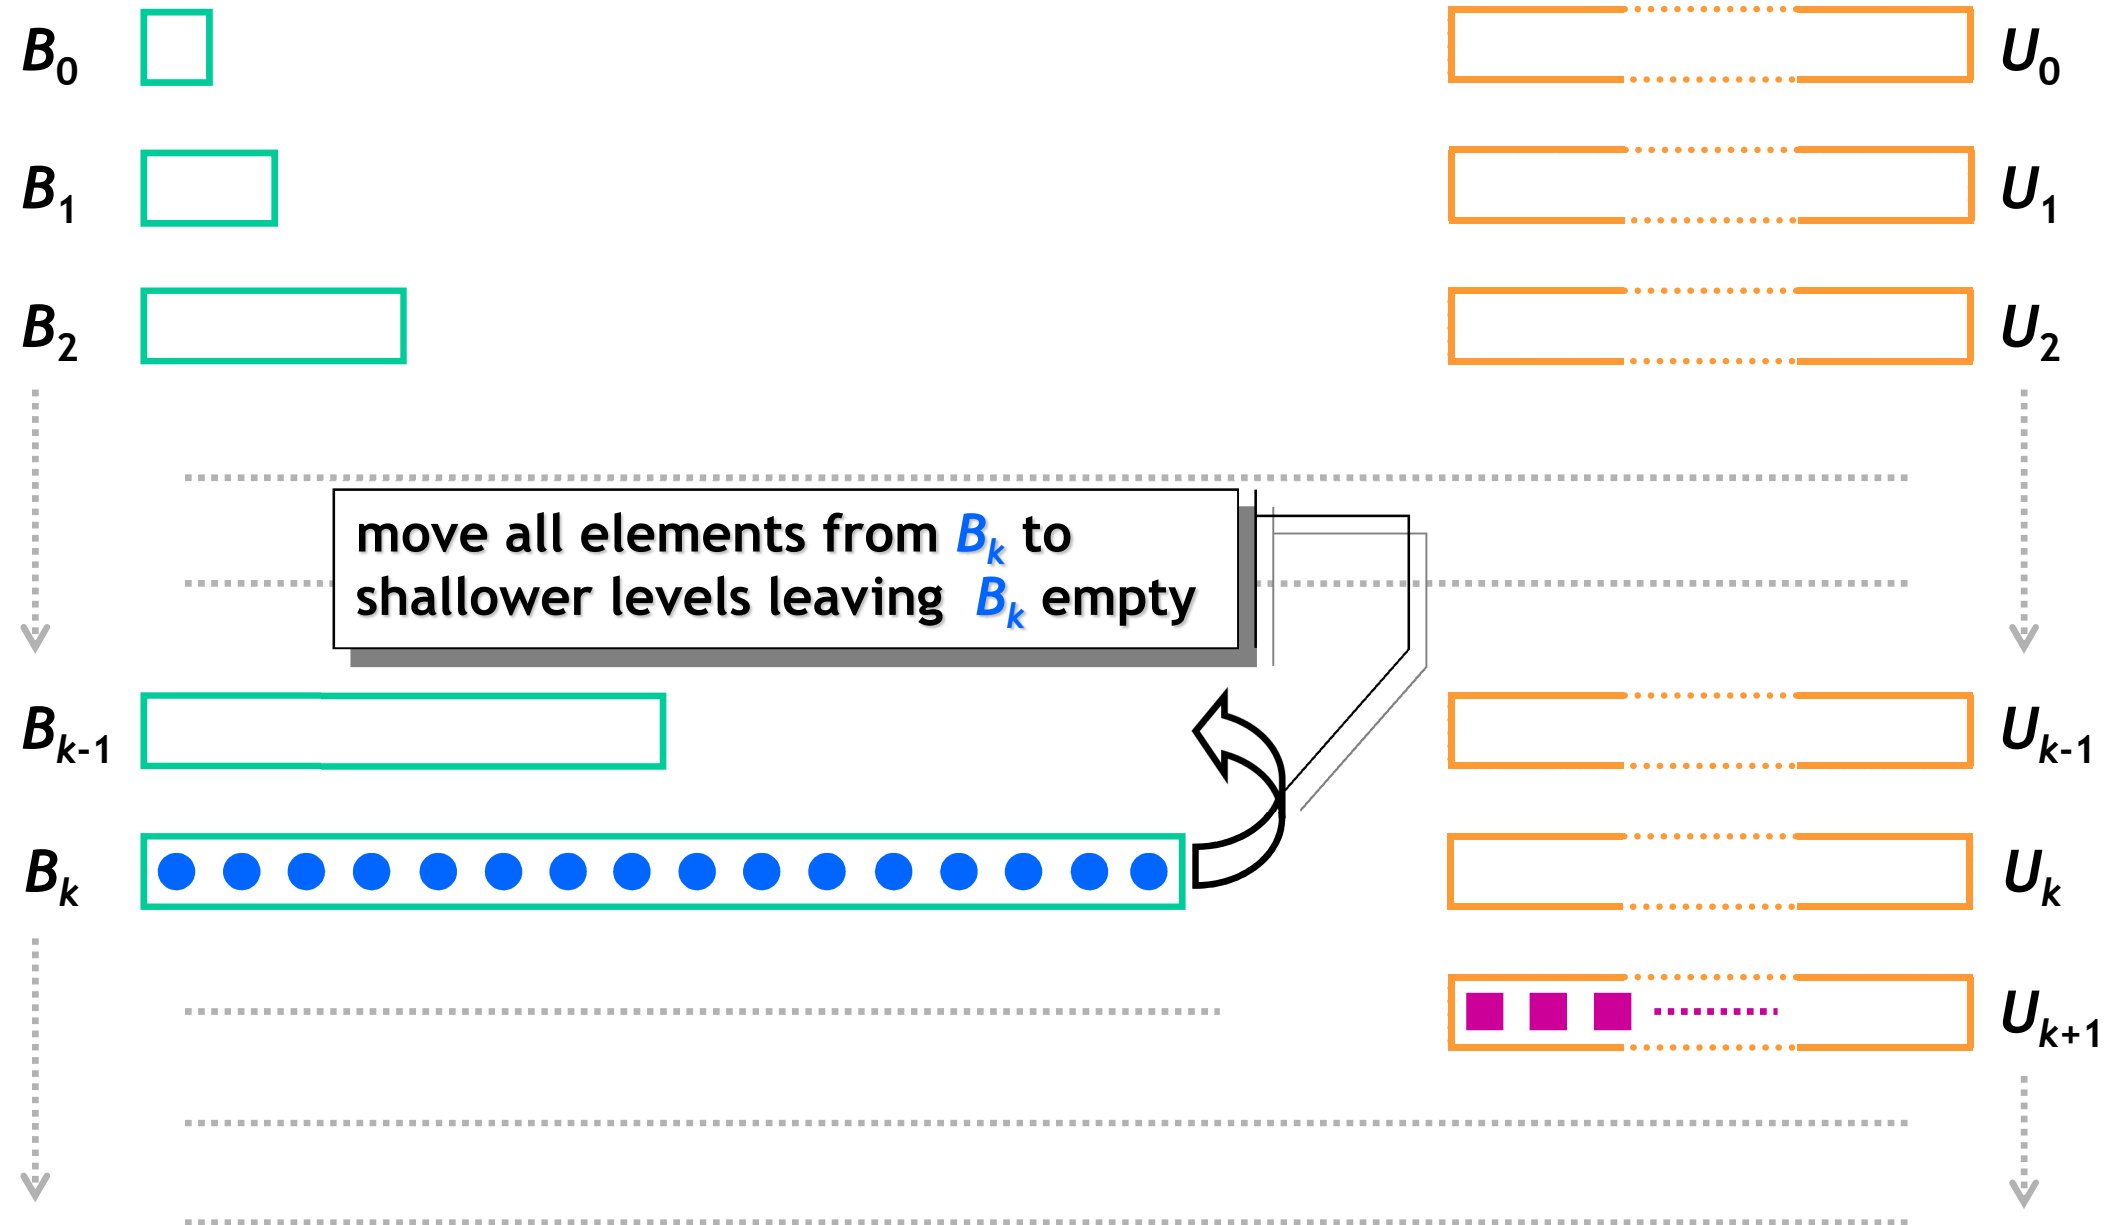 B0 U0
B1 U1
B2 U2
move all elements from Bk to
shallower levels leaving Bk empty
Bk-1 Uk-1
Bk Uk
Uk+1